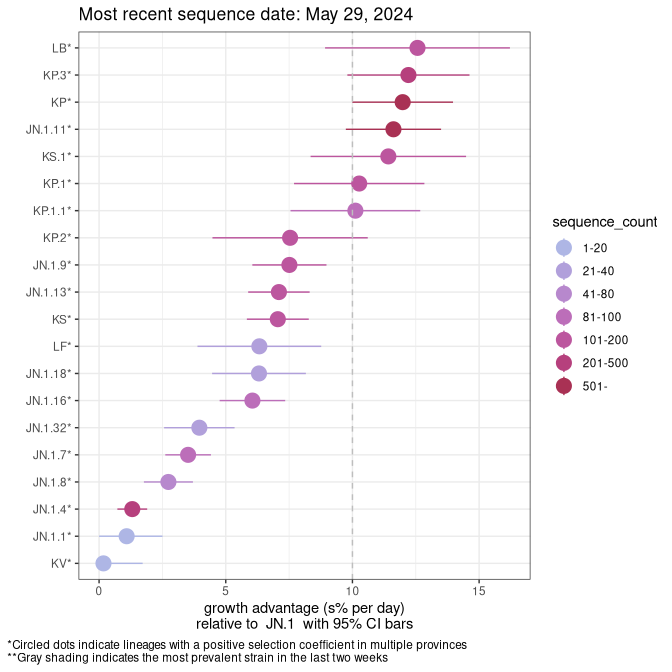 Most recent sequence date: May 29, 2024
LB*
KP.3*
KP*
JN.1.11*
KS.1*
KP.1*
KP.1.1*
KP.2*
JN.1.9*
JN.1.13*
KS*
LF*
JN.1.18*
JN.1.16*
JN.1.32*
JN.1.7*
JN.1.8*
JN.1.4*
JN.1.1*
KV*
0 5 10 15
growth advantage (s% per day)
relative to JN.1 with 95% CI bars
sequence_count
1-20
21-40
41-80
81-100
101-200
201-500
501-
*Circled dots indicate lineages with a positive selection coefficient in multiple provinces
**Gray shading indicates the most prevalent strain in the last two weeks